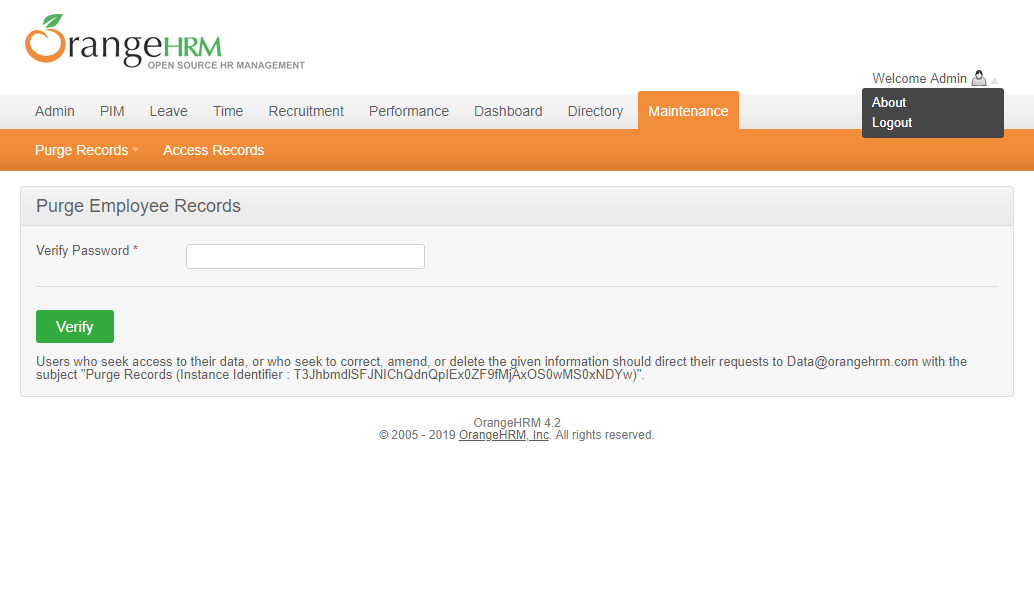 OrangeHRM
OPEN SOURCE HR MANAGEMENT
Welcome Admin
About
Logout
Admin PIM Leave Time Recruitment Performance Dashboard Directory Maintenance
Purge Records Access Records
Purge Employee Records
Verify Password *
Verify
Users who seek access to their data, or who seek to correct, amend, or delete the given information should direct their requests to Data@orangehrm.com with the
subject "Purge Records (Instance Identifier : T3JhbmdlSFJNIChQdnQpIEx0ZF9fMjAxOS0wMS0xNDYw)".
OrangeHRM 4.2
© 2005 - 2019 OrangeHRM, Inc. All rights reserved.